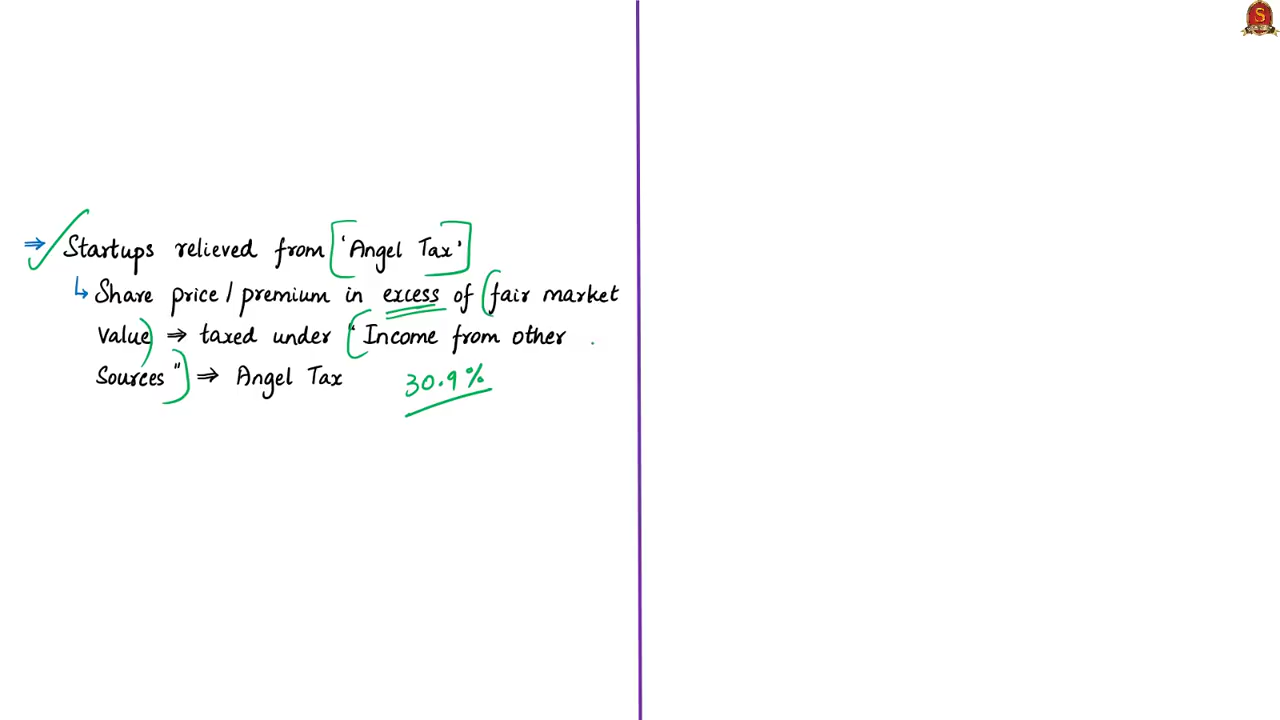 ⇒ Startups relieved from 'Angel Tax'
↳ Share price / premium in excess of fair market
value ⇒ taxed under "Income from other
Sources" ⇒ Angel Tax 30.9%
S